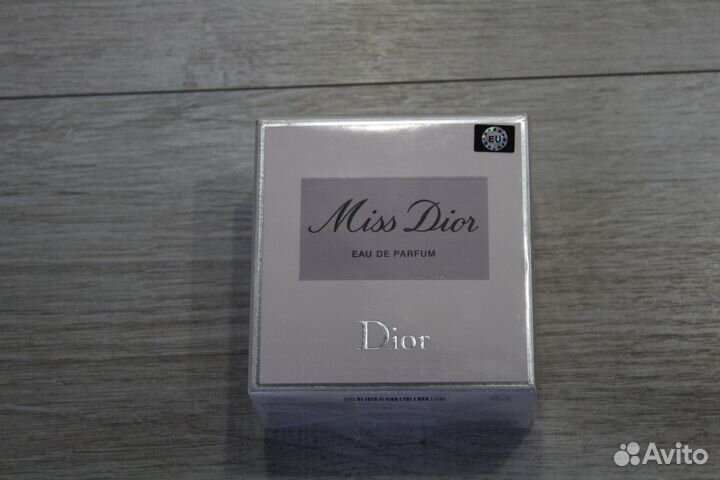 EU
Miss Dior
EAU DE PARFUM
Dior
Avito